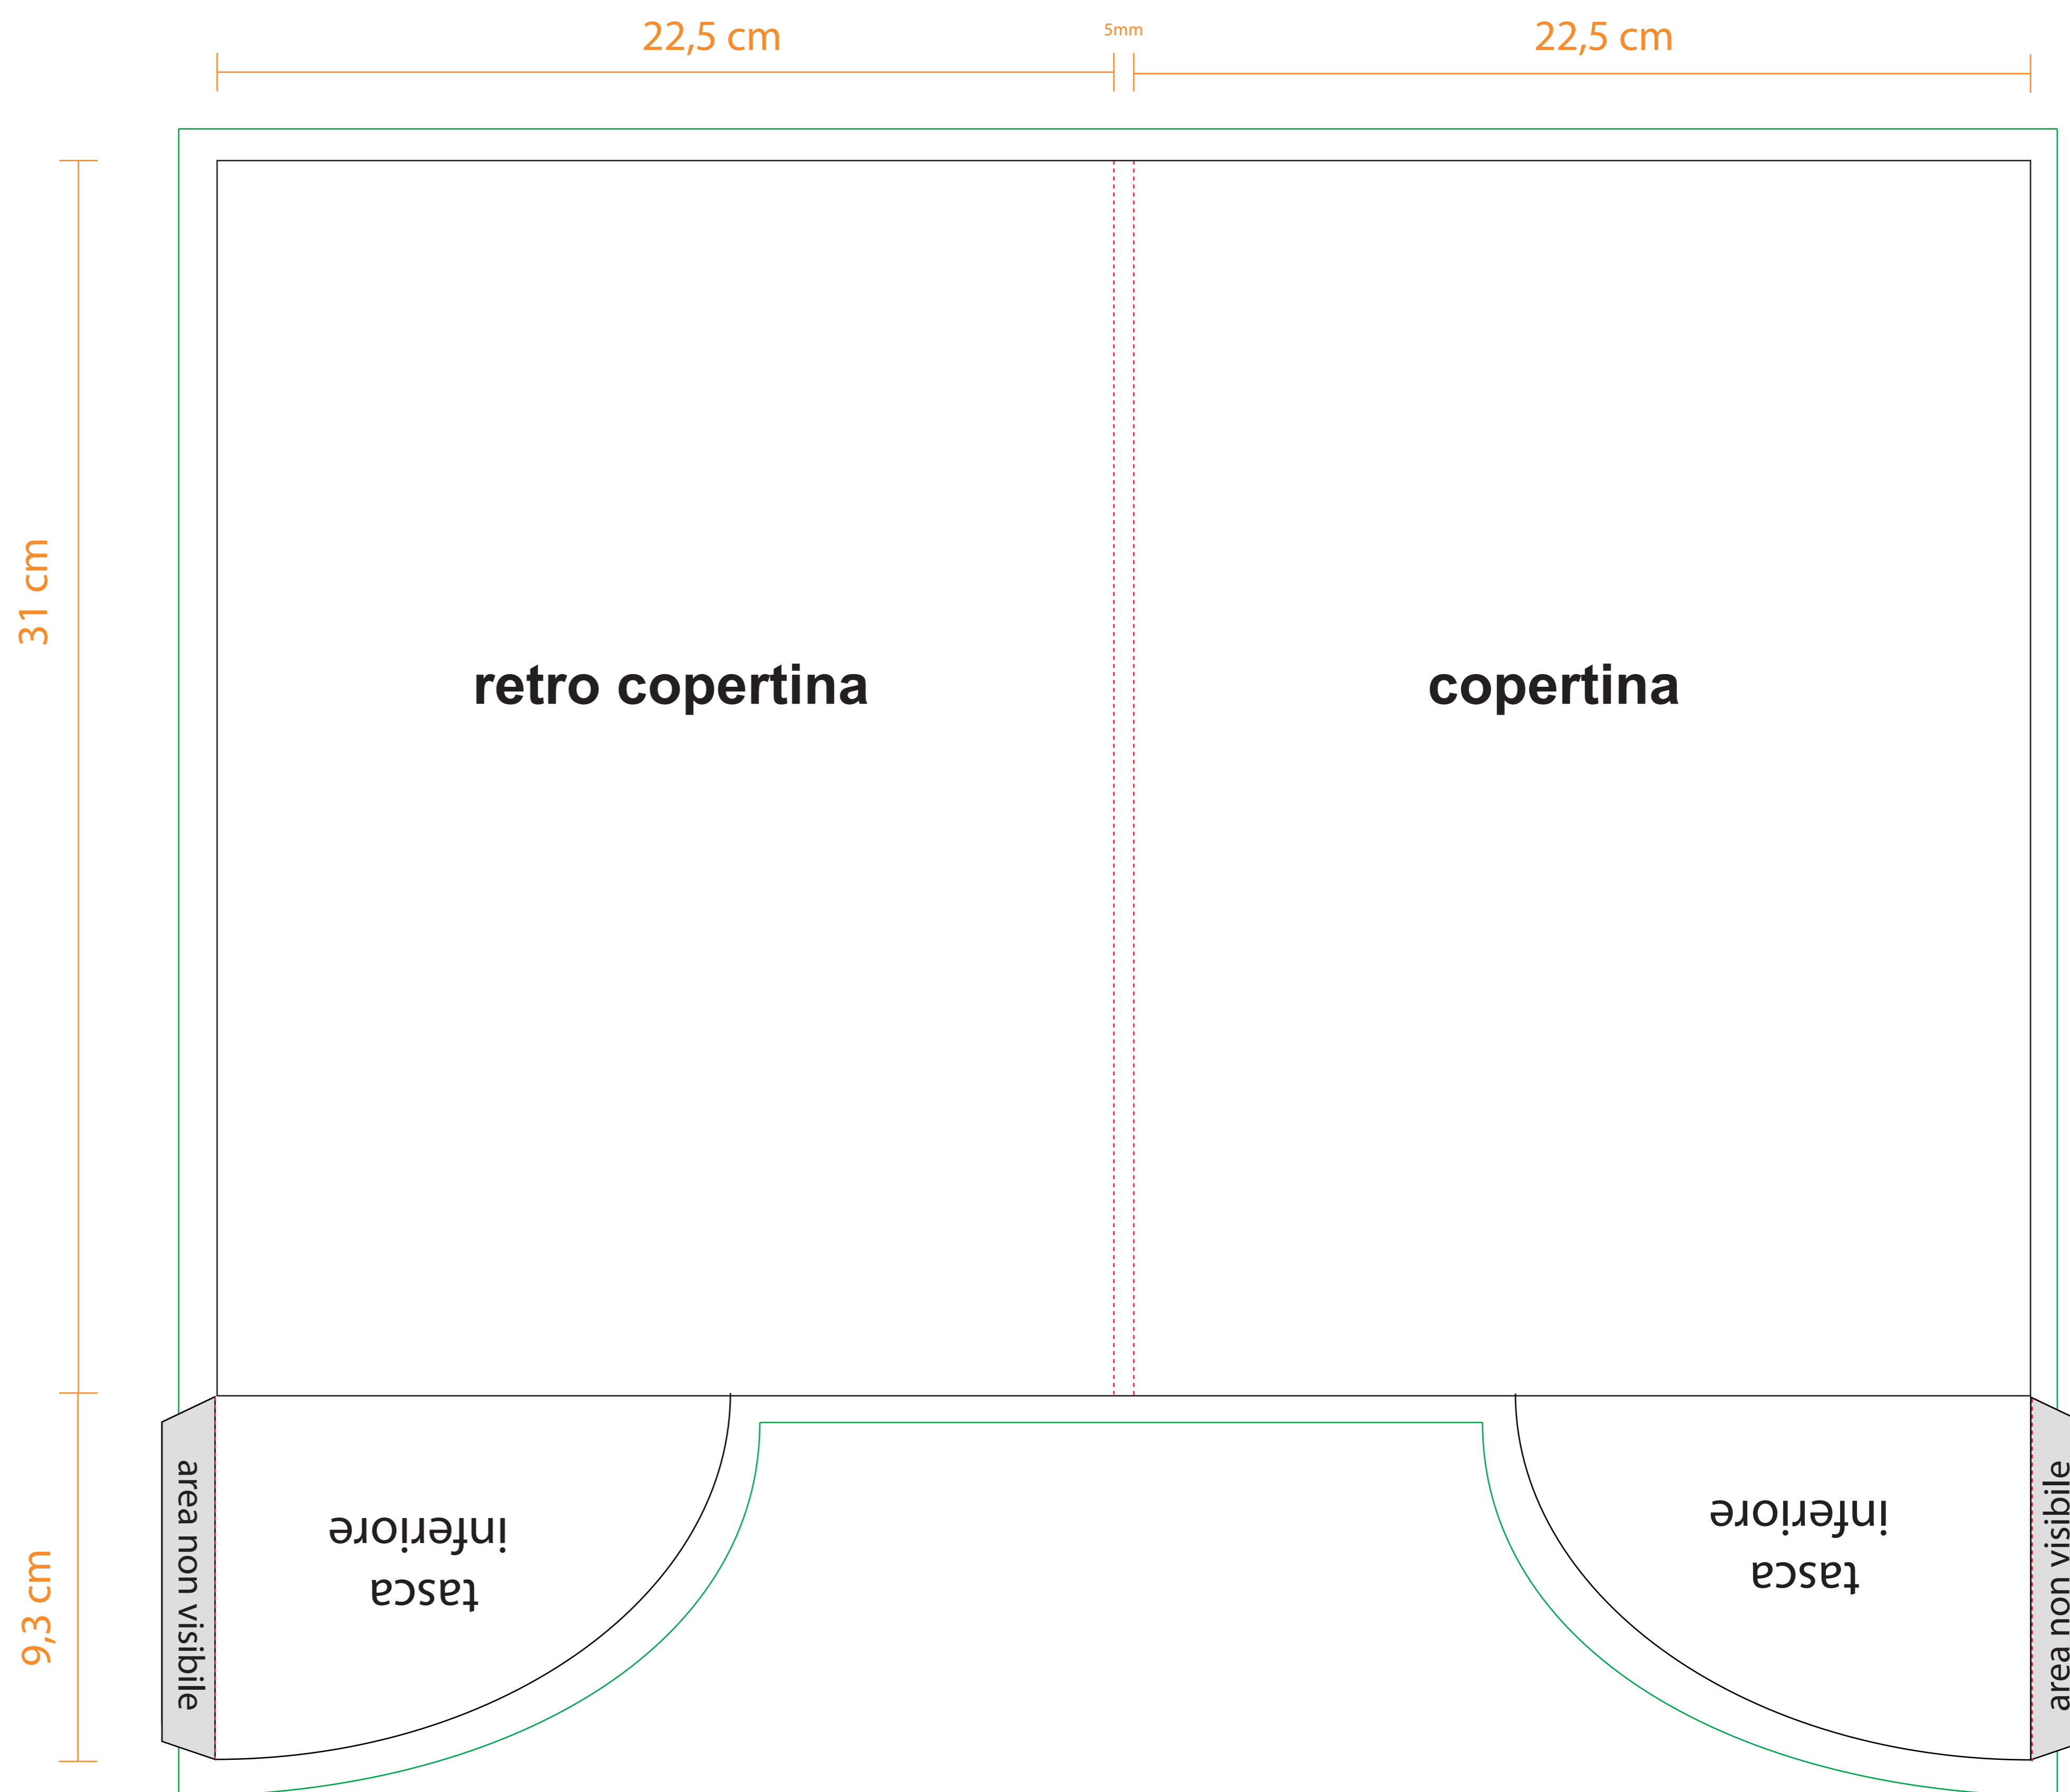 22,5 cm
5mm
22,5 cm
31 cm
retro copertina
copertina
9,3 cm
area non visibile
tasca
inferiore
tasca
inferiore
area non visibile